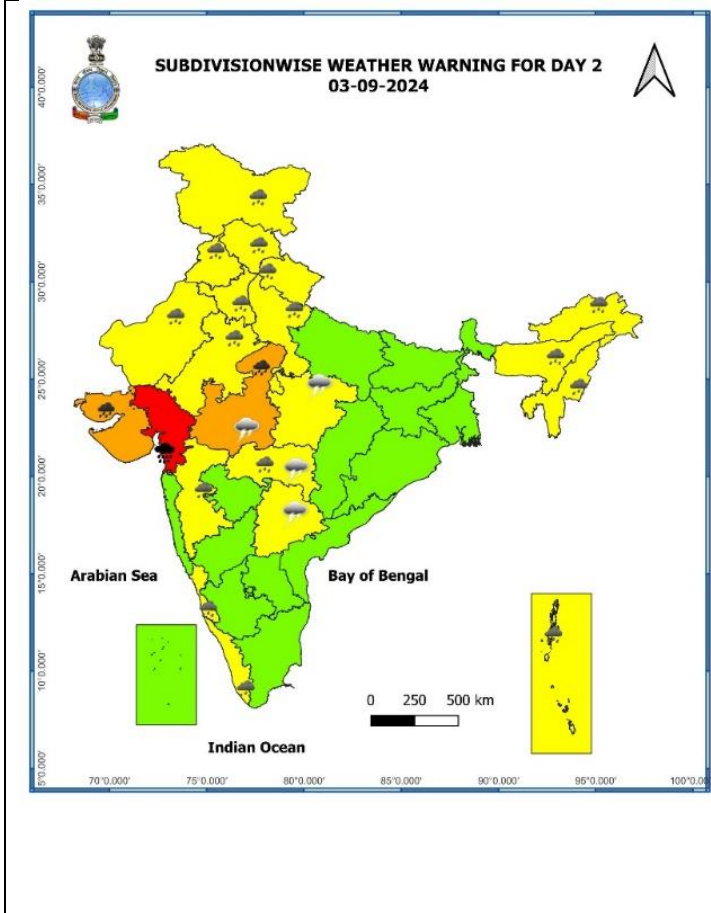 SUBDIVISIONWISE WEATHER WARNING FOR DAY 2
03-09-2024
40°0.000'
35°0.000'
30°0.000'
25°0.000'
20°0.000'
15°0.000'
10°0.000'
5°0.000'
Arabian Sea
Bay of Bengal
0 250 500 km
Indian Ocean
70°0.000' 75°0.000' 80°0.000' 85°0.000' 90°0.000' 95°0.000' 100°0.00